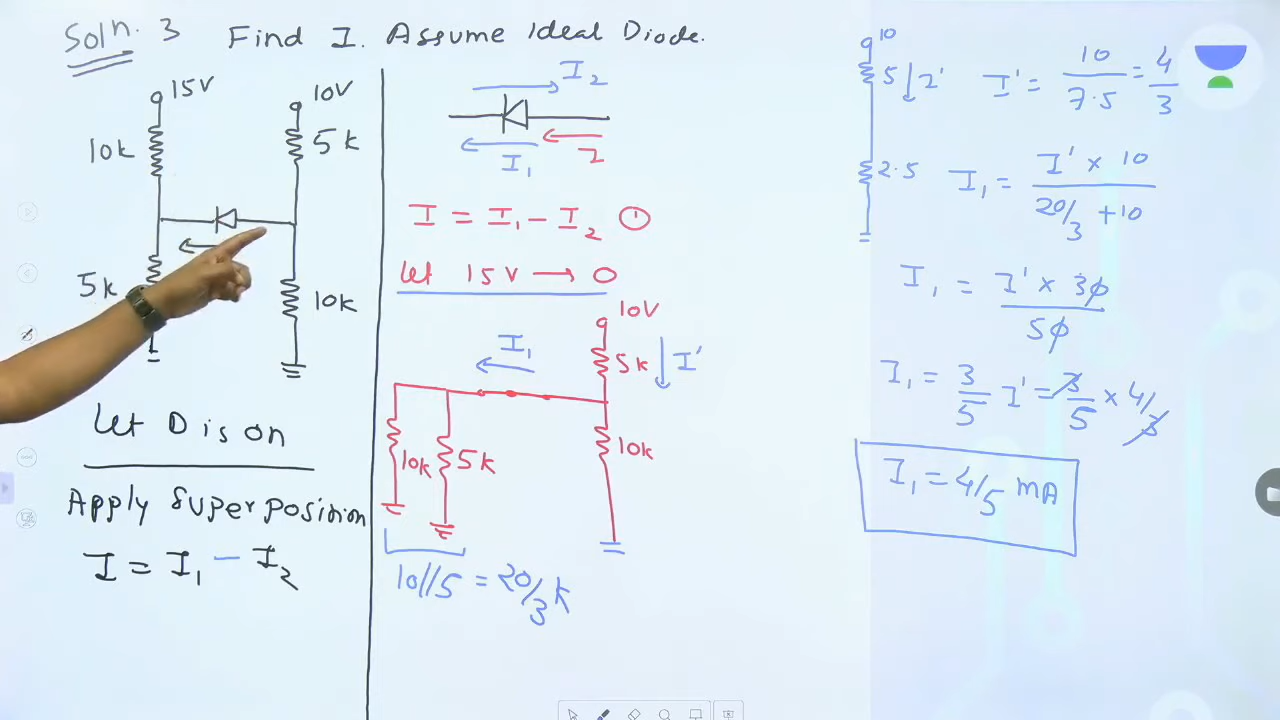 Soln. 3 Find I. Assume Ideal Diode.
15V
10V
10k
5k
5k
10k
Let D is on
Apply Superposition
I = I₁ - I₂
I₂
I₁
I
I = I₁ - I₂ ①
Let 15V → 0
10V
I₁
5k
I'
10k
5k
10k
10//5 = 20/3 k
10
5 ↓ I'
2.5
I' = 10/7.5 = 4/3
I₁ = I' × 10 / (20/3 + 10)
I₁ = I' × 30 / 50
I₁ = 3/5 I' = 3/5 × 4/3
I₁ = 4/5 mA